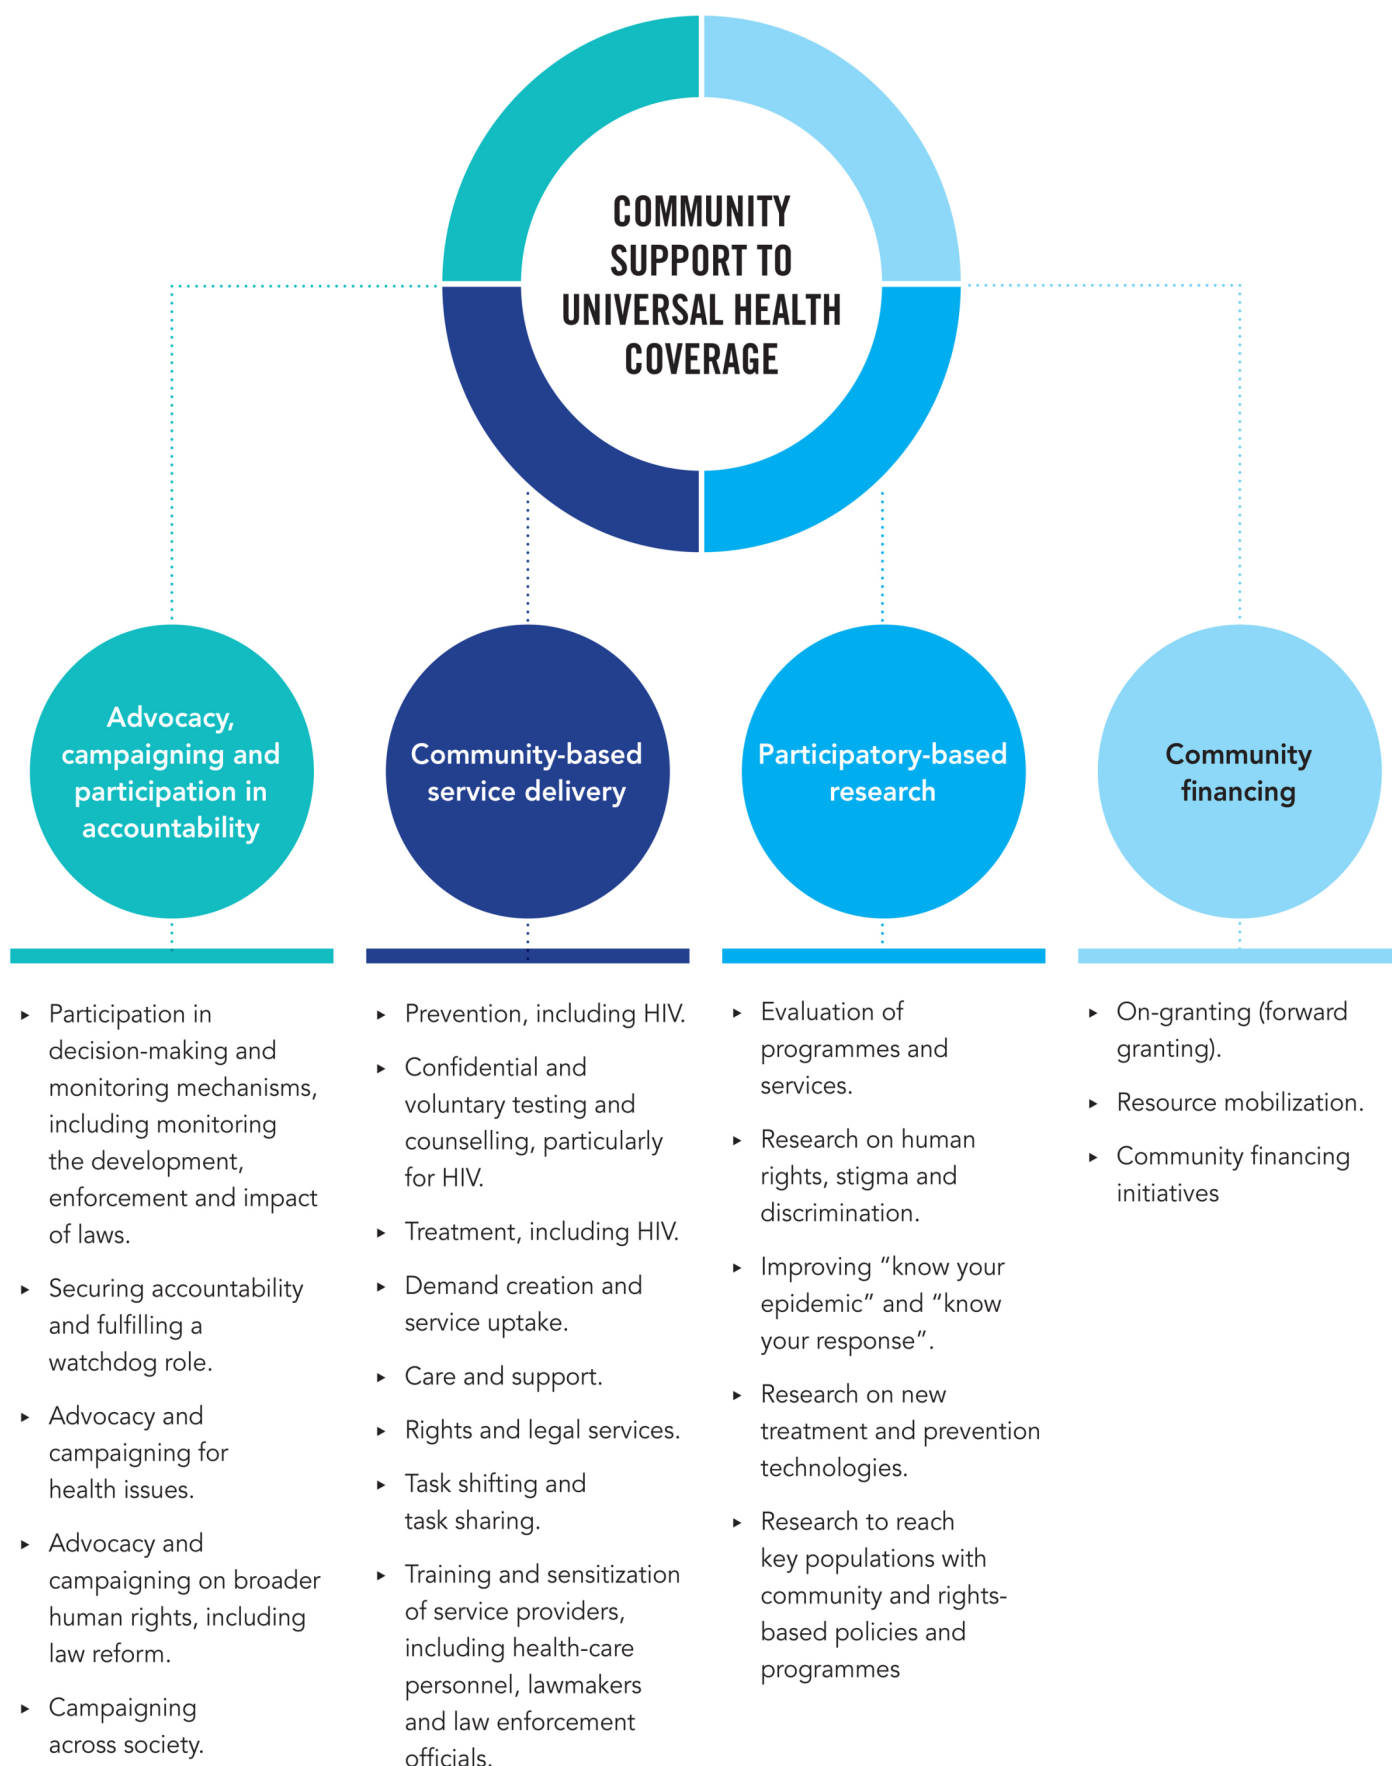 COMMUNITY
SUPPORT TO
UNIVERSAL HEALTH
COVERAGE
Advocacy,
campaigning and
participation in
accountability
Community-based
service delivery
Participatory-based
research
Community
financing
▸ Participation in
decision-making and
monitoring mechanisms,
including monitoring
the development,
enforcement and impact
of laws.
▸ Securing accountability
and fulfilling a
watchdog role.
▸ Advocacy and
campaigning for
health issues.
▸ Advocacy and
campaigning on broader
human rights, including
law reform.
▸ Campaigning
across society.
▸ Prevention, including HIV.
▸ Confidential and
voluntary testing and
counselling, particularly
for HIV.
▸ Treatment, including HIV.
▸ Demand creation and
service uptake.
▸ Care and support.
▸ Rights and legal services.
▸ Task shifting and
task sharing.
▸ Training and sensitization
of service providers,
including health-care
personnel, lawmakers
and law enforcement
officials.
▸ Evaluation of
programmes and
services.
▸ Research on human
rights, stigma and
discrimination.
▸ Improving “know your
epidemic” and “know
your response”.
▸ Research on new
treatment and prevention
technologies.
▸ Research to reach
key populations with
community and rights-
based policies and
programmes
▸ On-granting (forward
granting).
▸ Resource mobilization.
▸ Community financing
initiatives